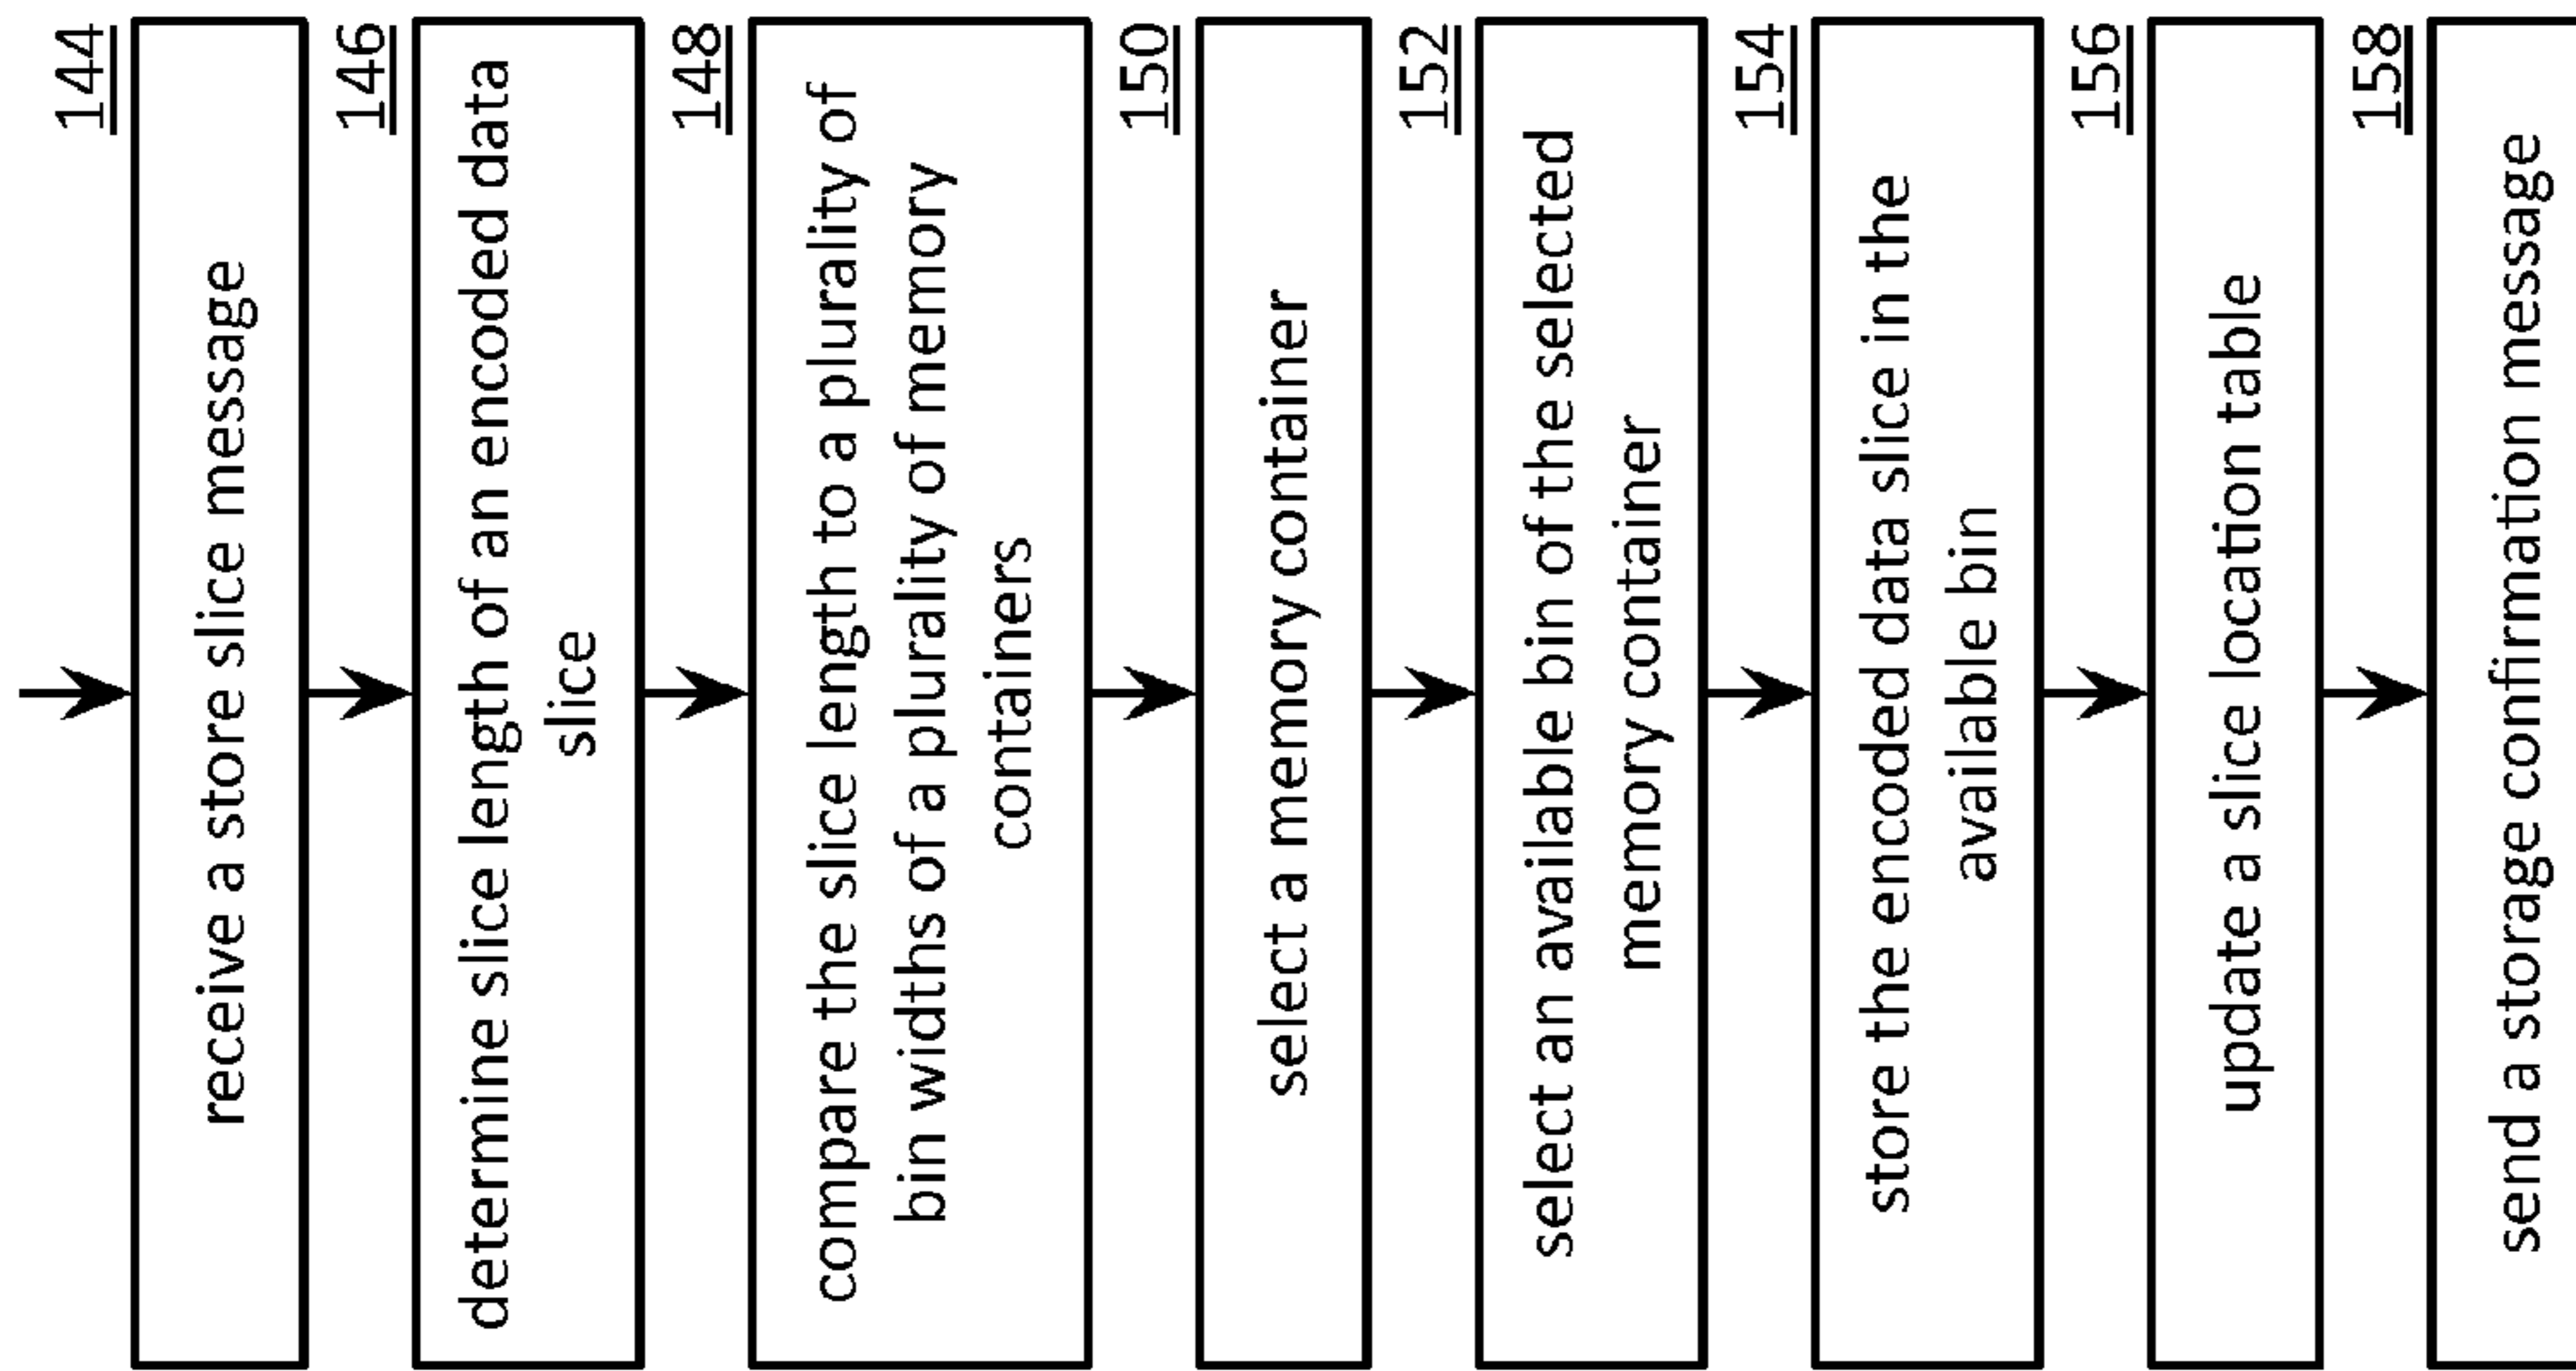 144
receive a store slice message
146
determine slice length of an encoded data
slice
148
compare the slice length to a plurality of
bin widths of a plurality of memory
containers
150
select a memory container
152
select an available bin of the selected
memory container
154
store the encoded data slice in the
available bin
156
update a slice location table
158
send a storage confirmation message